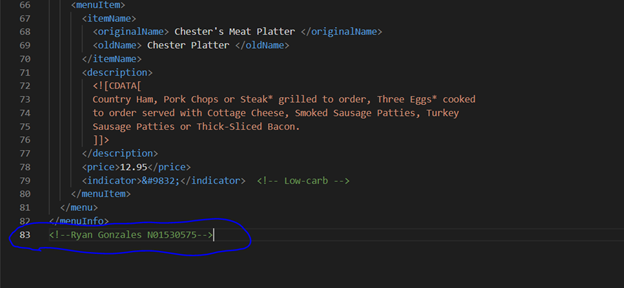 66 <menuItem>
67 <itemName>
68 <originalName> Chester's Meat Platter </originalName>
69 <oldName> Chester Platter </oldName>
70 </itemName>
71 <description>
72 <![CDATA[
73 Country Ham, Pork Chops or Steak* grilled to order, Three Eggs* cooked
74 to order served with Cottage Cheese, Smoked Sausage Patties, Turkey
75 Sausage Patties or Thick-Sliced Bacon.
76 ]]>
77 </description>
78 <price>12.95</price>
79 <indicator>&#9832;</indicator> <!-- Low-carb -->
80 </menuItem>
81 </menu>
82 </menuInfo>
83 <!--Ryan Gonzales N01530575-->